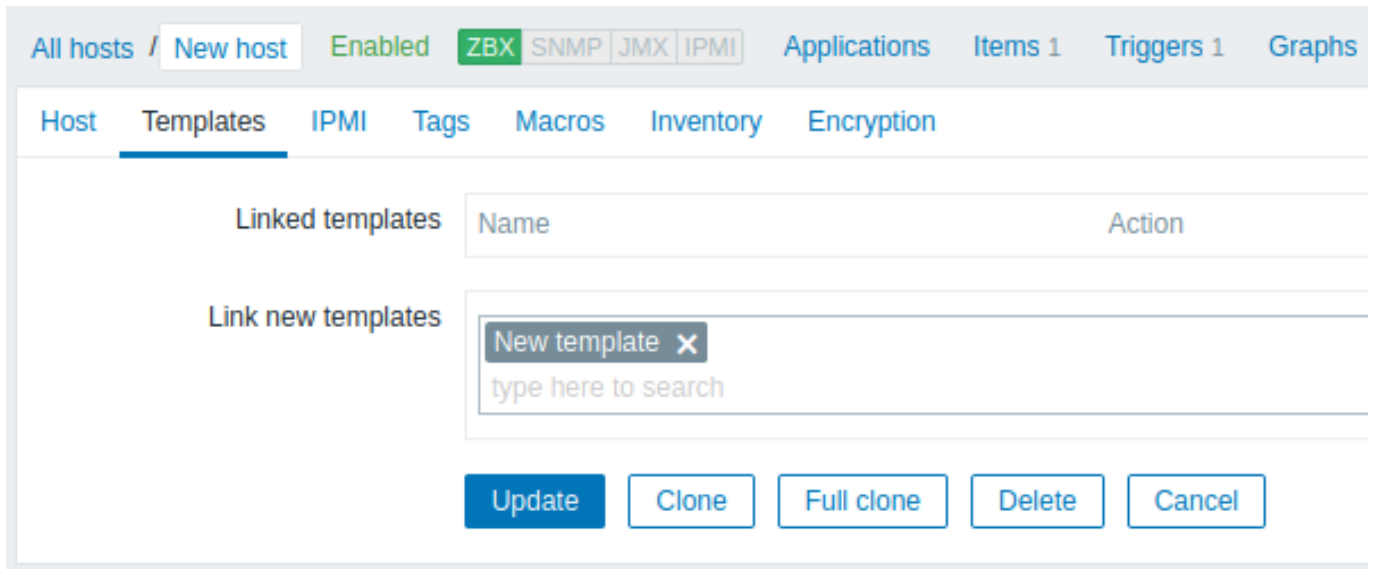 All hosts / New host Enabled ZBX SNMP JMX IPMI Applications Items 1 Triggers 1 Graphs
Host Templates IPMI Tags Macros Inventory Encryption
Linked templates Name Action
Link new templates
New template ×
type here to search
Update Clone Full clone Delete Cancel